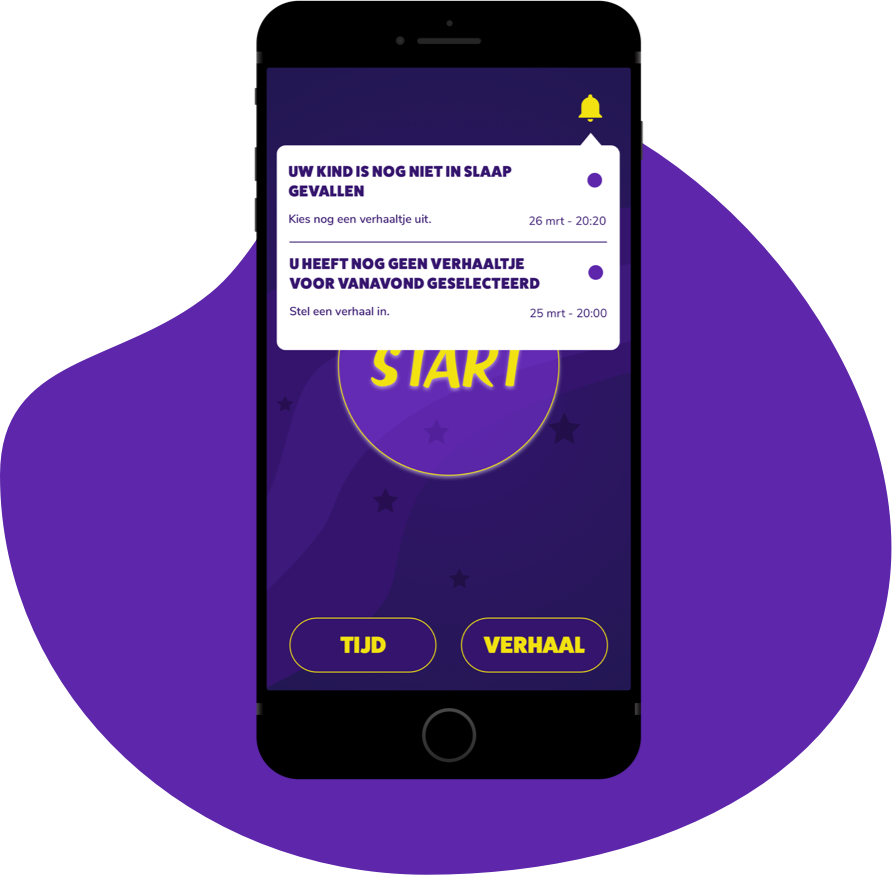 UW KIND IS NOG NIET IN SLAAP
GEVALLEN
Kies nog een verhaaltje uit.
26 mrt - 20:20
U HEEFT NOG GEEN VERHAALTJE
VOOR VANAVOND GESELECTEERD
Stel een verhaal in.
25 mrt - 20:00
START
TIJD
VERHAAL